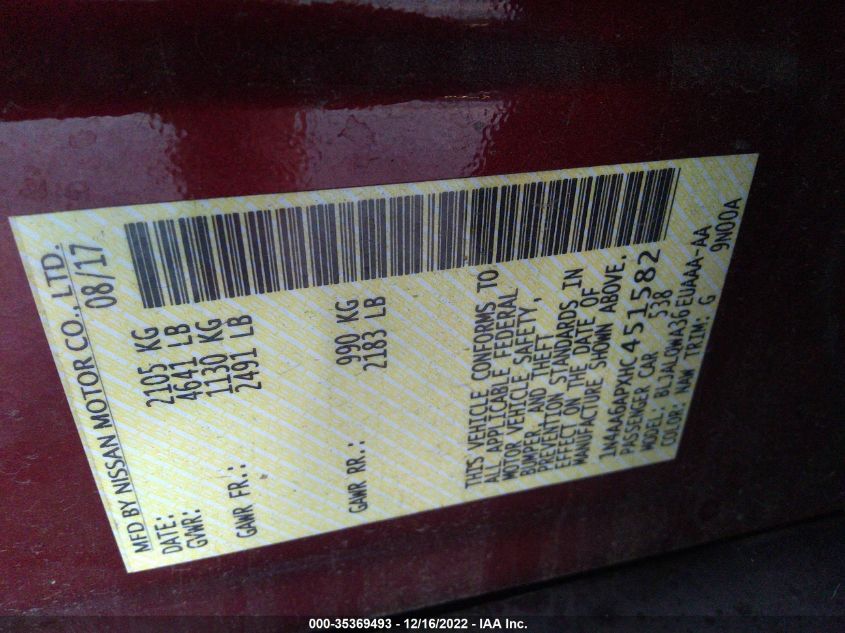 MFD BY NISSAN MOTOR CO., LTD.
DATE: 08/17
GVWR: 2105 KG
4641 LB
GAWR FR.: 1130 KG
2491 LB
GAWR RR.: 990 KG
2183 LB
THIS VEHICLE CONFORMS TO
ALL APPLICABLE FEDERAL
MOTOR VEHICLE SAFETY,
BUMPER, AND THEFT
PREVENTION STANDARDS IN
EFFECT ON THE DATE OF
MANUFACTURE SHOWN ABOVE.
1N4AA6APXHC451582
PASSENGER CAR 538
MODEL: BLJALQWA36EUAAA-AA
COLOR: NAW TRIM: G 9N00A
000-35369493 - 12/16/2022 - IAA Inc.